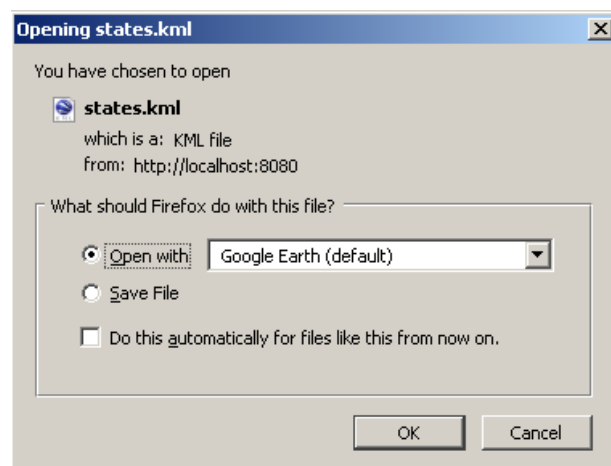 Opening states.kml
You have chosen to open
states.kml
which is a: KML file
from: http://localhost:8080
What should Firefox do with this file?
Open with Google Earth (default)
Save File
Do this automatically for files like this from now on.
OK Cancel